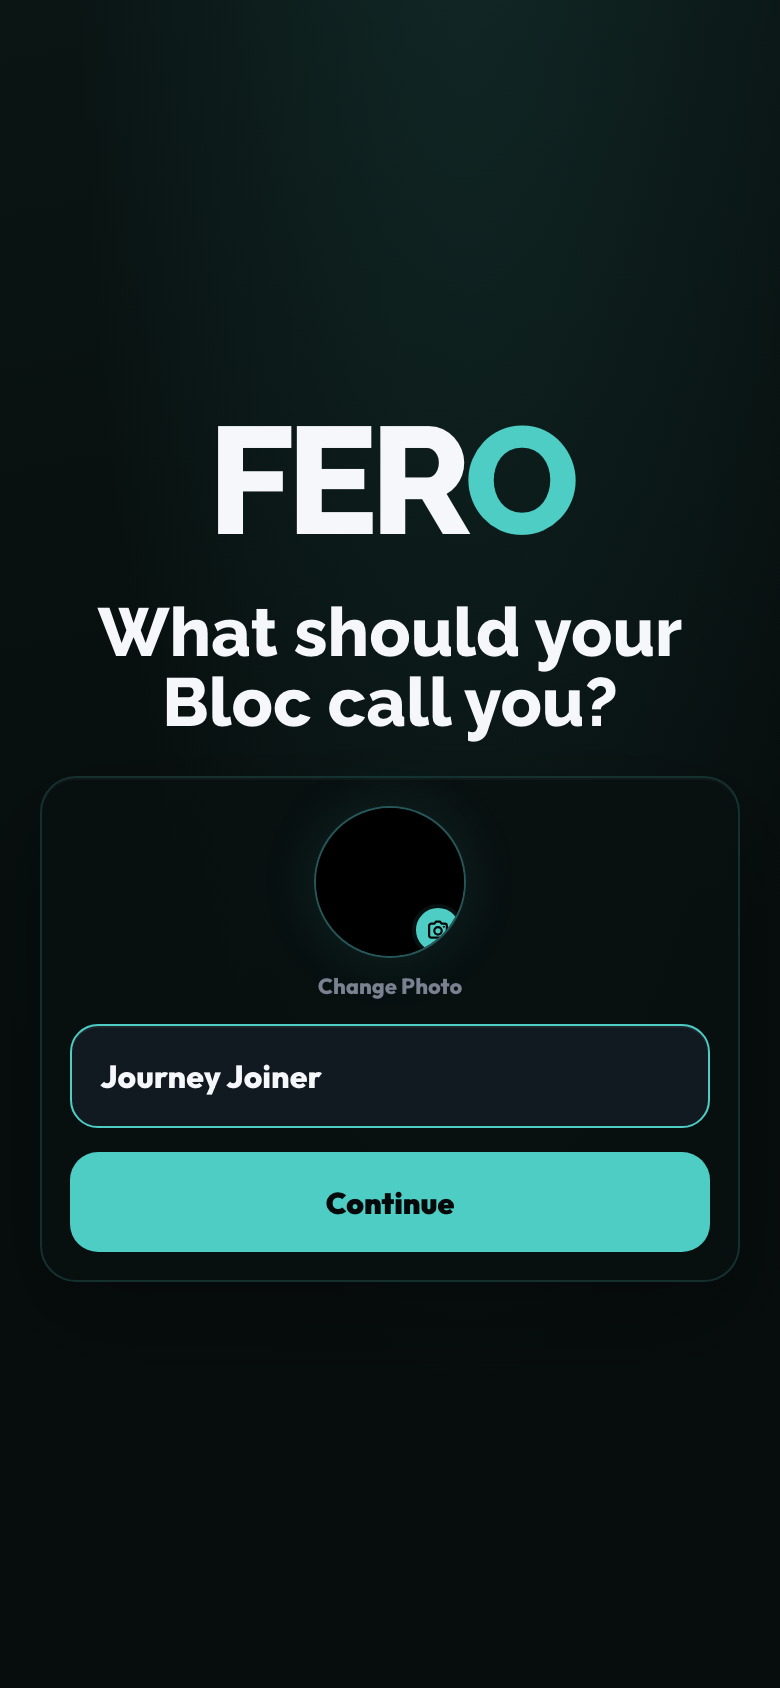 FERO
What should your
Bloc call you?
Change Photo
Journey Joiner
Continue